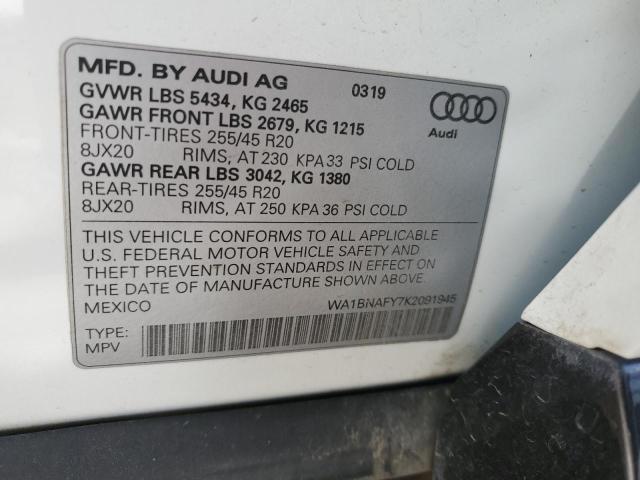 MFD. BY AUDI AG 0319
GVWR LBS 5434, KG 2465
GAWR FRONT LBS 2679, KG 1215
Audi
FRONT-TIRES 255/45 R20
8JX20 RIMS, AT 230 KPA 33 PSI COLD
GAWR REAR LBS 3042, KG 1380
REAR-TIRES 255/45 R20
8JX20 RIMS, AT 250 KPA 36 PSI COLD
THIS VEHICLE CONFORMS TO ALL APPLICABLE
U.S. FEDERAL MOTOR VEHICLE SAFETY AND
THEFT PREVENTION STANDARDS IN EFFECT ON
THE DATE OF MANUFACTURE SHOWN ABOVE.
MEXICO WA1BNAFY7K2091945
TYPE:
MPV